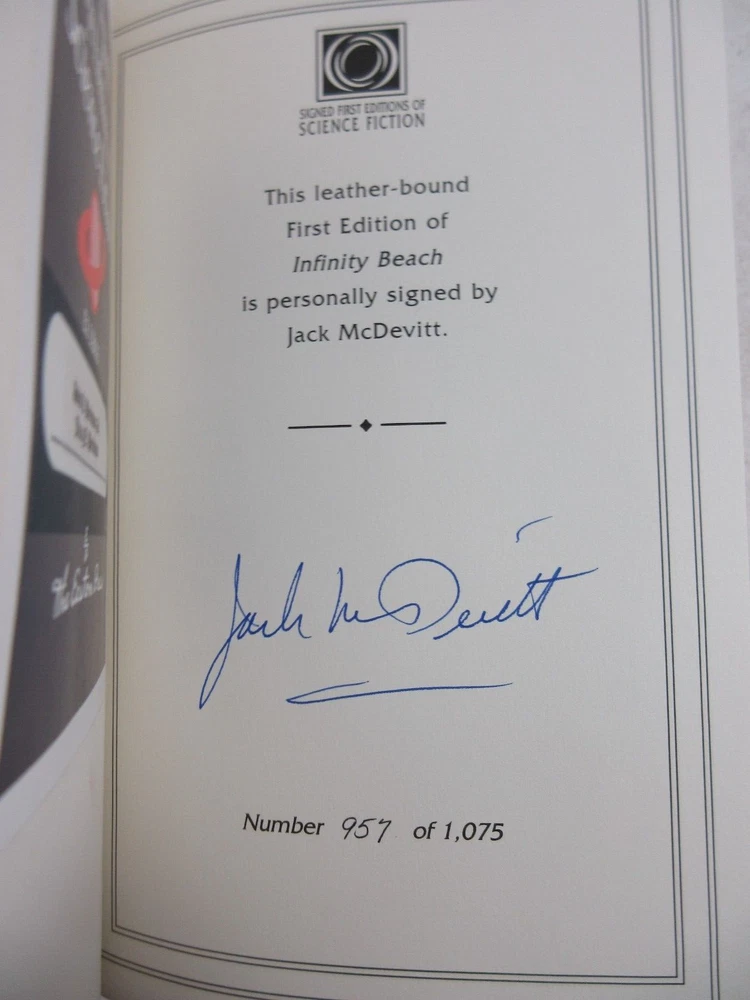 SIGNED FIRST EDITIONS OF
SCIENCE FICTION
This leather-bound
First Edition of
Infinity Beach
is personally signed by
Jack McDevitt.
Jack McDevitt
Number 957 of 1,075